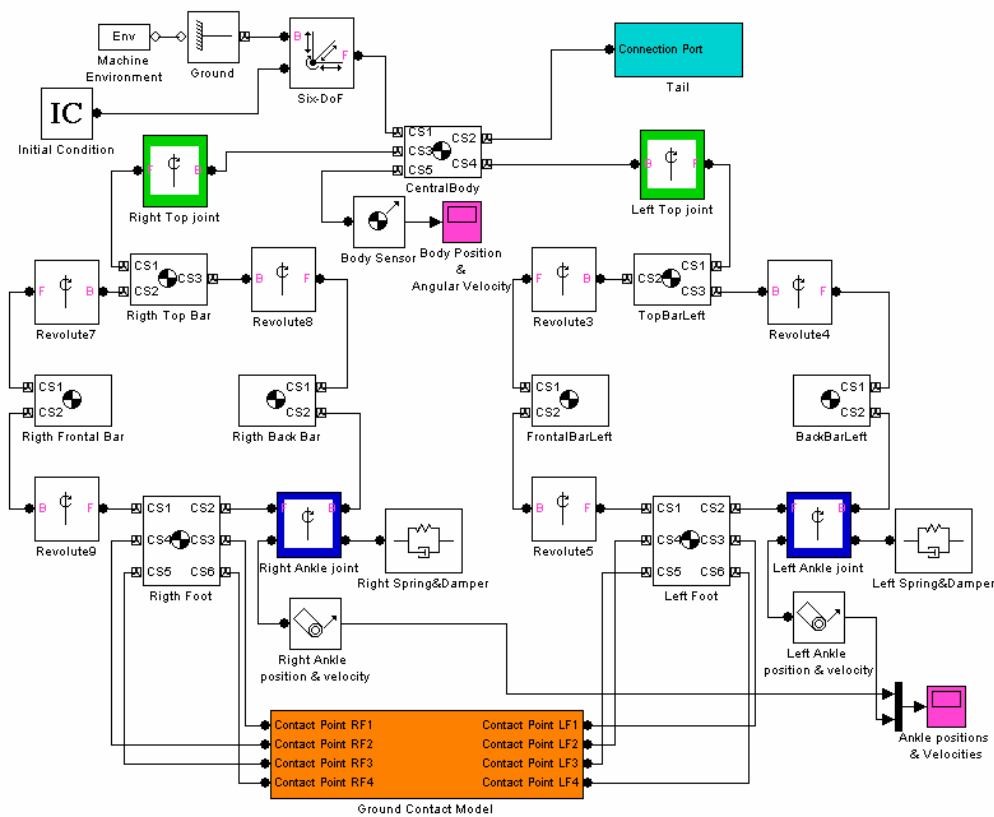 Env
Machine
Environment
Ground
B
F
Six-DoF
Connection Port
Tail
IC
Initial Condition
CS1
CS3
CS5
CS2
CS4
CentralBody
F
B
Right Top joint
B
F
Left Top joint
Body Sensor
Body Position
&
Angular Velocity
F
B
Revolute7
CS1
CS2
CS3
Rigth Top Bar
B
F
Revolute8
F
B
Revolute3
CS2
CS1
CS3
TopBarLeft
B
F
Revolute4
CS1
CS2
Rigth Frontal Bar
CS1
CS2
Rigth Back Bar
CS1
CS2
FrontalBarLeft
CS1
CS2
BackBarLeft
B
F
Revolute9
CS1
CS2
CS4
CS3
CS5
CS6
Rigth Foot
F
B
Right Ankle joint
Right Spring&Damper
B
F
Revolute5
CS1
CS2
CS4
CS3
CS5
CS6
Left Foot
F
B
Left Ankle joint
Left Spring&Damper
Right Ankle
position & velocity
Left Ankle
position & velocity
Ankle positions
& Velocities
Contact Point RF1
Contact Point LF1
Contact Point RF2
Contact Point LF2
Contact Point RF3
Contact Point LF3
Contact Point RF4
Contact Point LF4
Ground Contact Model